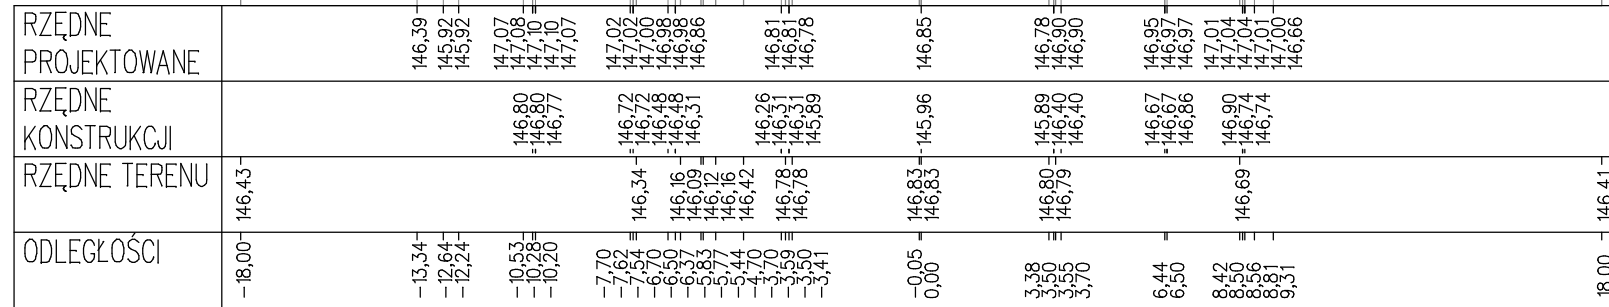 RZĘDNE PROJEKTOWANE
146,39 145,92 145,92 147,07 147,08 147,10 147,10 147,07 147,02 147,02 147,00 146,98 146,98 146,86 146,81 146,81 146,78 146,85 146,78 146,90 146,90 146,95 146,97 146,97 147,01 147,04 147,04 147,01 147,00 146,66
RZĘDNE KONSTRUKCJI
146,80 146,80 146,77 146,72 146,72 146,48 146,48 146,31 146,26 146,31 146,31 145,89 145,96 145,89 146,40 146,40 146,67 146,67 146,86 146,90 146,74 146,74
RZĘDNE TERENU
146,43 146,34 146,16 146,09 146,12 146,16 146,42 146,78 146,78 146,83 146,83 146,80 146,79 146,69 146,41
ODLEGŁOŚCI
-18,00 -13,34 -12,64 -12,24 -10,53 -10,28 -10,20 -7,70 -7,62 -7,54 -6,70 -6,50 -6,37 -5,83 -5,77 -5,44 -4,70 -3,70 -3,59 -3,50 -3,41 -0,05 0,00 3,38 3,50 3,55 3,70 6,44 6,50 8,42 8,50 8,56 8,81 9,31 18,00